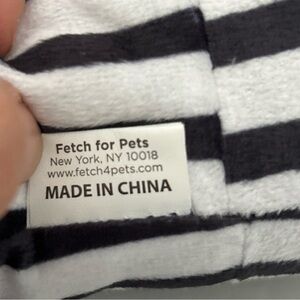 Fetch for Pets
New York, NY 10018
www.fetch4pets.com
MADE IN CHINA